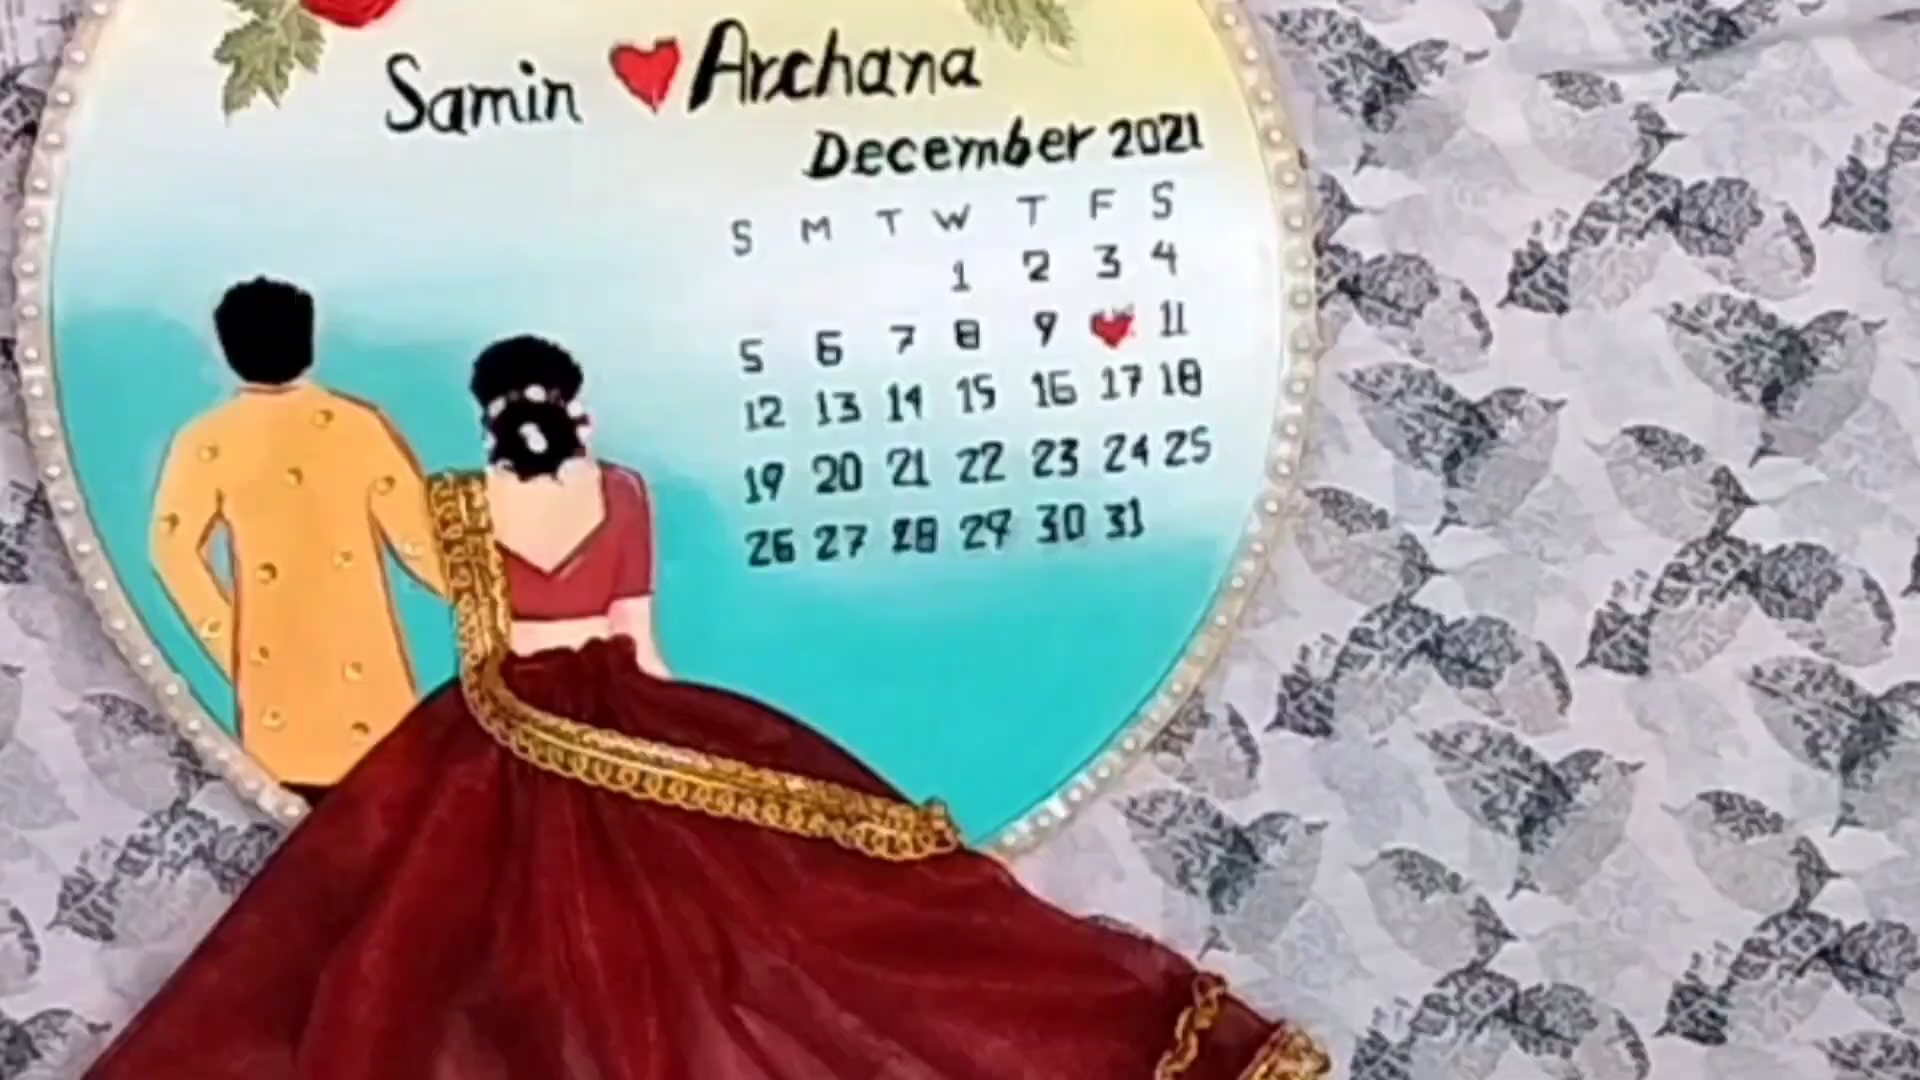 Samin Archana
December 2021
S M T W T F S
1 2 3 4
5 6 7 8 9 11
12 13 14 15 16 17 18
19 20 21 22 23 24 25
26 27 28 29 30 31